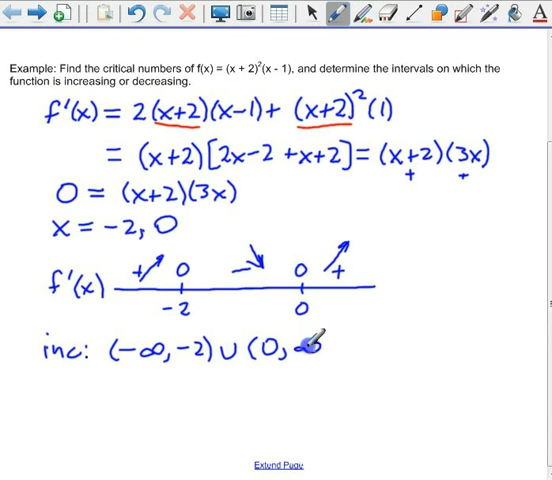 Example: Find the critical numbers of f(x) = (x + 2)²(x - 1), and determine the intervals on which the
function is increasing or decreasing.
f'(x) = 2(x+2)(x-1) + (x+2)²(1)
= (x+2)[2x-2+x+2] = (x+2)(3x)
+ +
0 = (x+2)(3x)
x = -2, 0
+ 0 - 0 +
f'(x)
-2 0
inc: (-∞, -2) ∪ (0, ∞
Extend Page